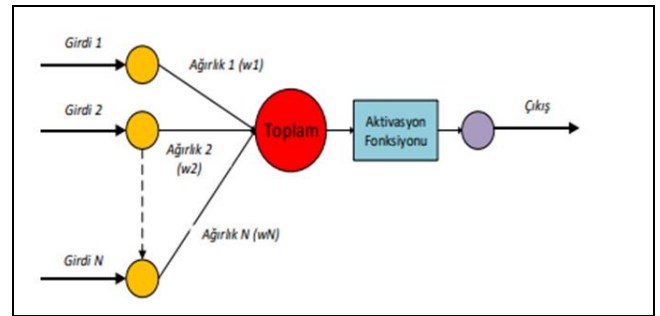 Girdi 1
Ağırlık 1 (w1)
Girdi 2
Ağırlık 2
(w2)
Toplam
Aktivasyon
Fonksiyonu
Çıkış
Ağırlık N (wN)
Girdi N